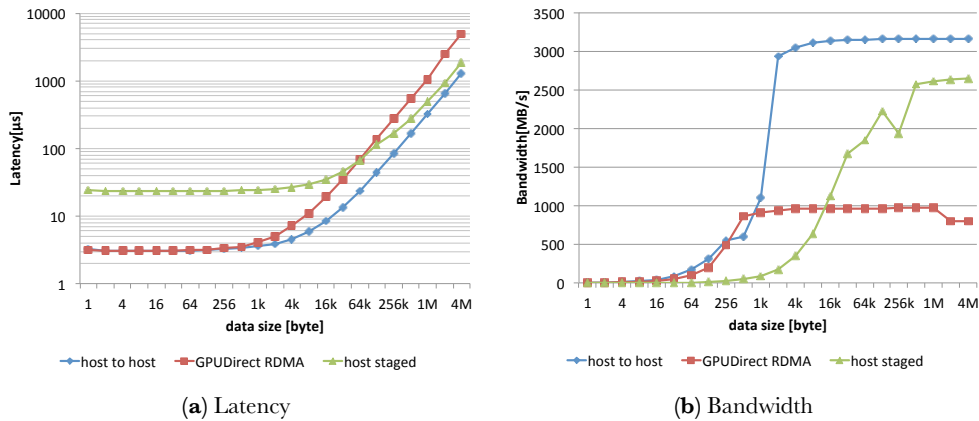 10000
1000
100
10
1
Latency[µs]
1 4 16 64 256 1k 4k 16k 64k 256k 1M 4M
data size [byte]
host to host GPUDirect RDMA host staged
(a) Latency
3500
3000
2500
2000
1500
1000
500
0
Bandwidth[MB/s]
1 4 16 64 256 1k 4k 16k 64k 256k 1M 4M
data size [byte]
host to host GPUDirect RDMA host staged
(b) Bandwidth